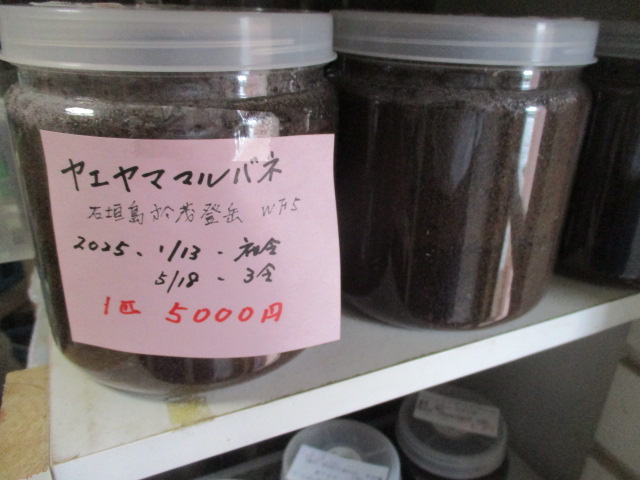 ヤエヤママルバネ
石垣島於茂登岳 WF5
2025. 1/13 - 初令
5/18 - 3令
1匹 5000円